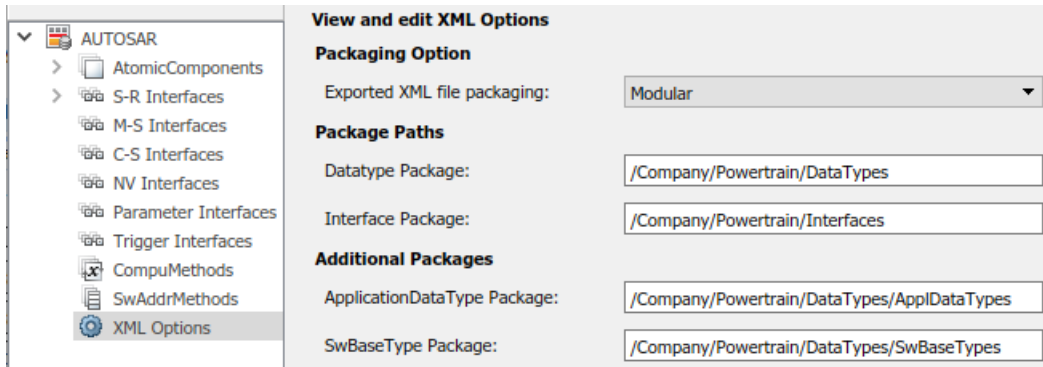 AUTOSAR
AtomicComponents
S-R Interfaces
M-S Interfaces
C-S Interfaces
NV Interfaces
Parameter Interfaces
Trigger Interfaces
CompuMethods
SwAddrMethods
XML Options
View and edit XML Options
Packaging Option
Exported XML file packaging: Modular
Package Paths
Datatype Package: /Company/Powertrain/DataTypes
Interface Package: /Company/Powertrain/Interfaces
Additional Packages
ApplicationDataType Package: /Company/Powertrain/DataTypes/ApplDataTypes
SwBaseType Package: /Company/Powertrain/DataTypes/SwBaseTypes